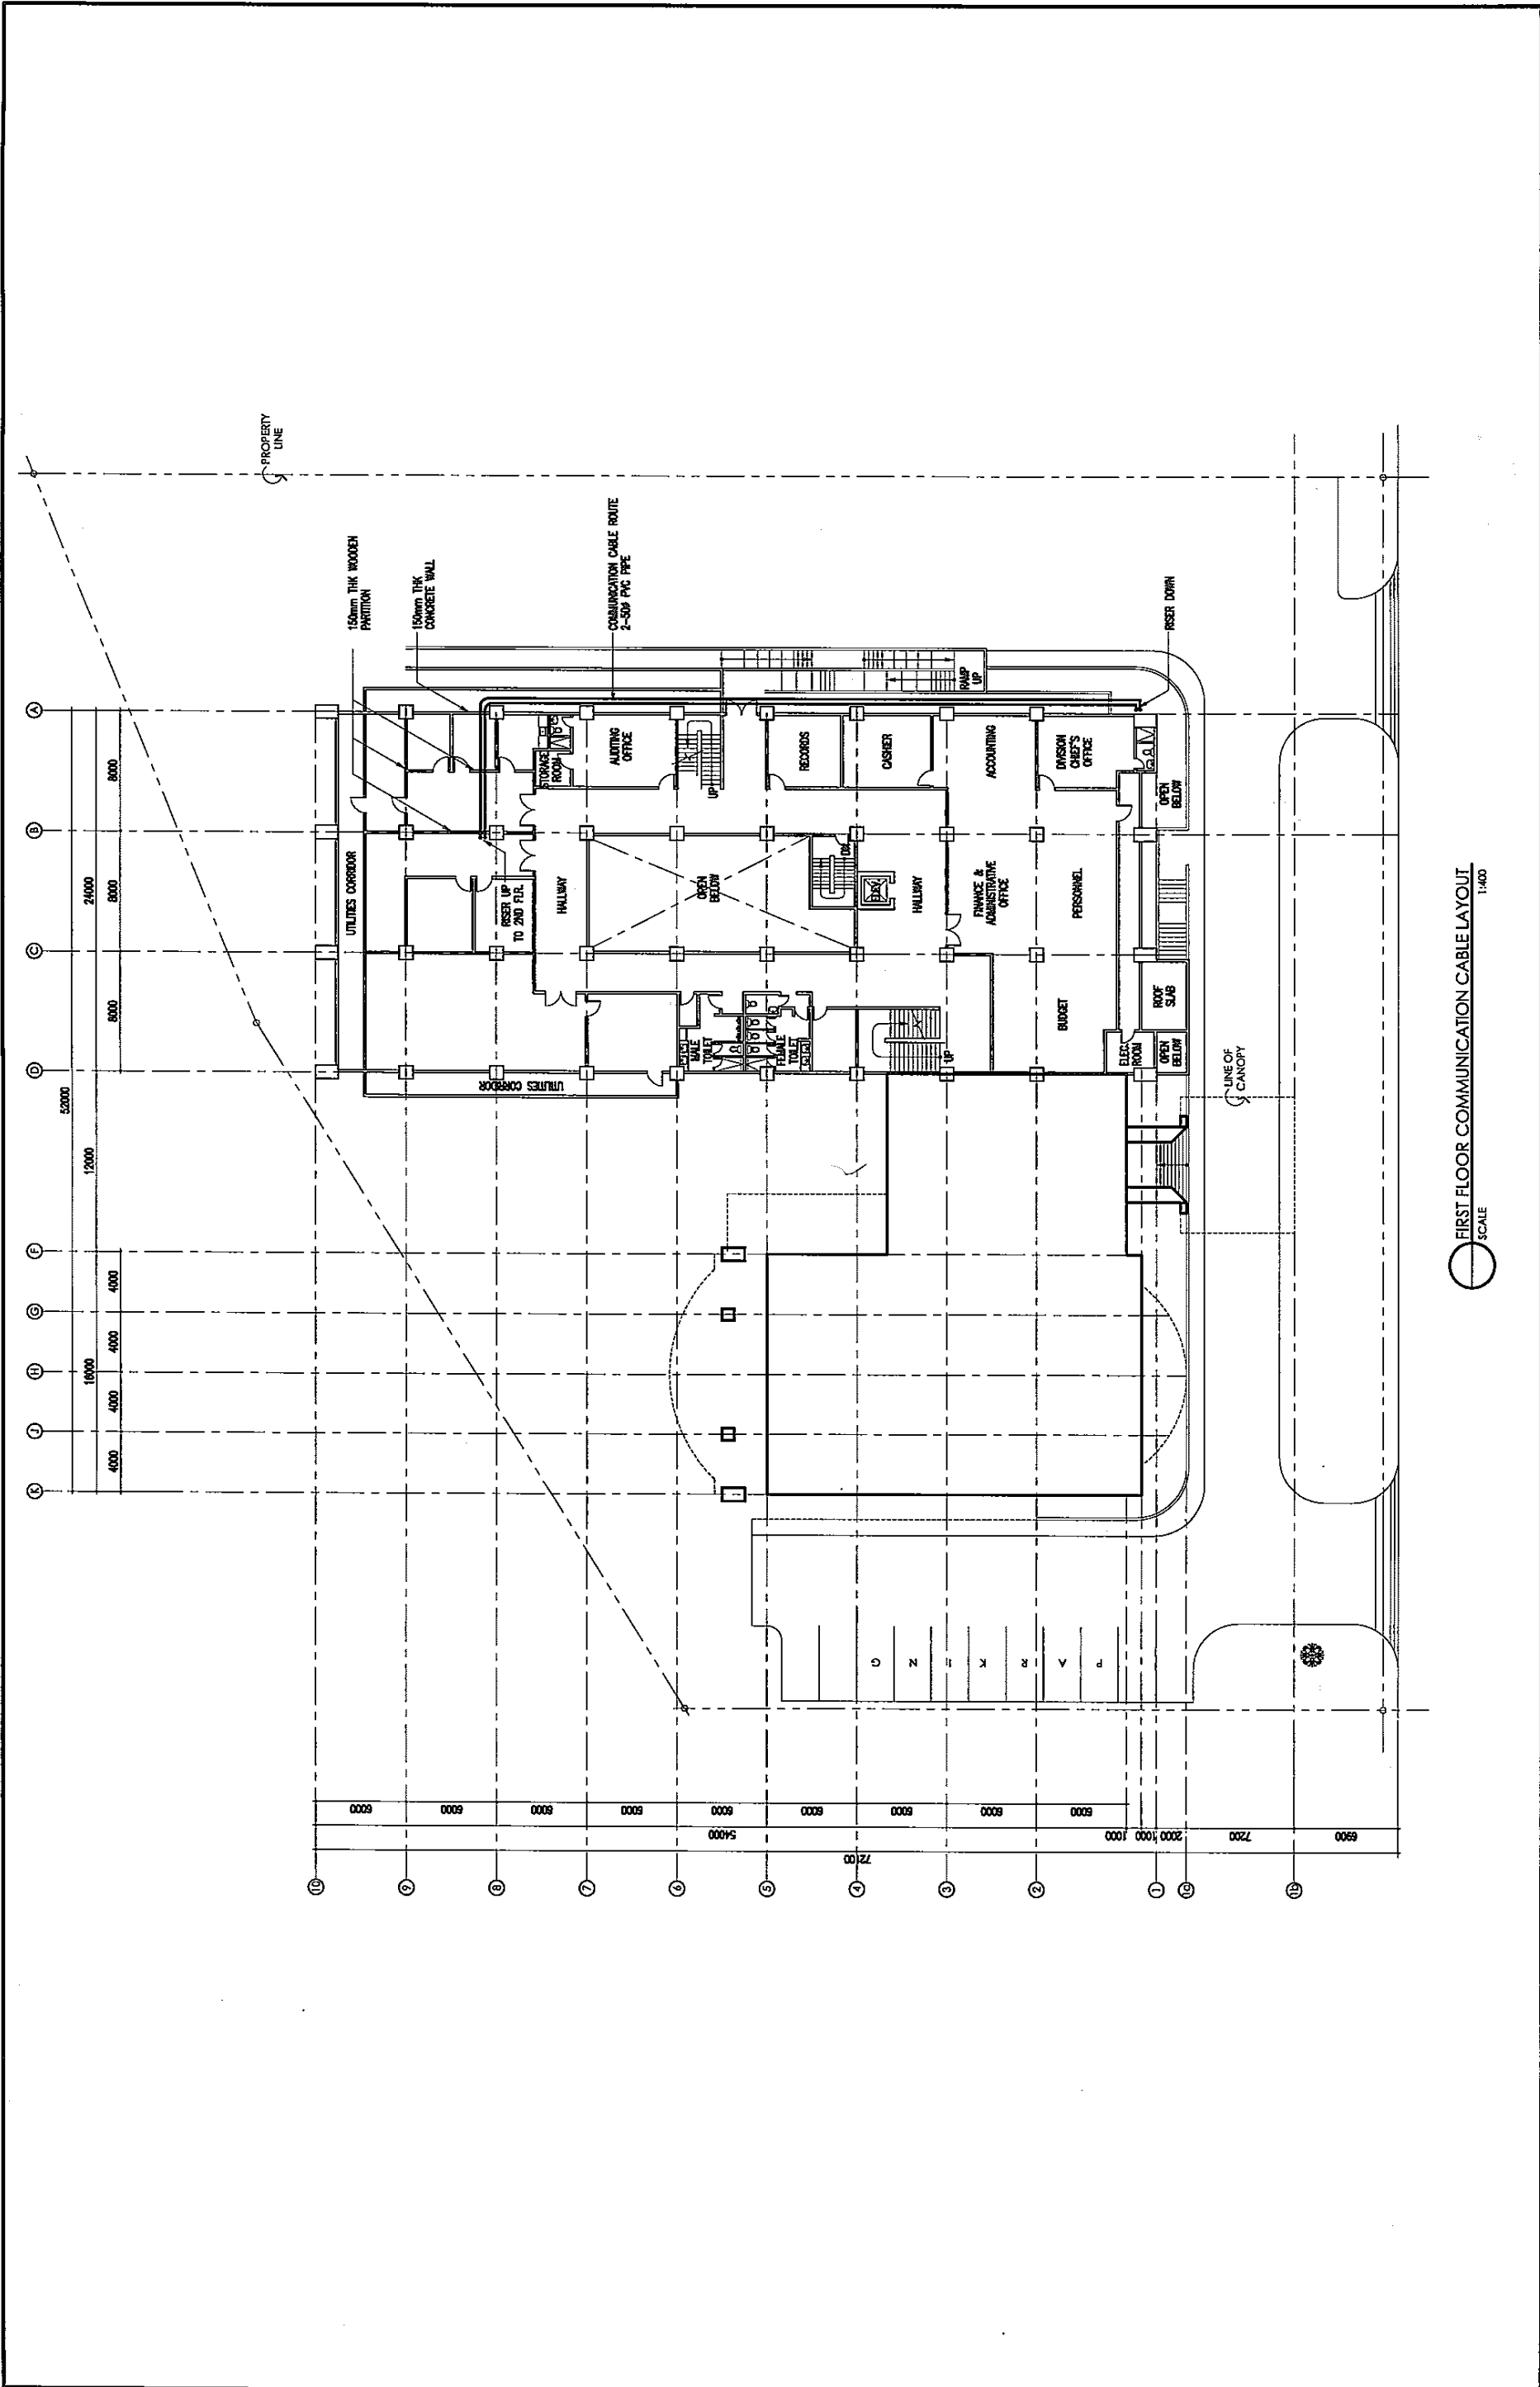 K
J
H
G
F
D
C
B
A
52000
16000
12000
24000
4000
4000
4000
4000
8000
8000
8000
PROPERTY
LINE
150mm THK WOODEN
PARTITION
150mm THK
CONCRETE WALL
COMMUNICATION CABLE ROUTE
2-50Ø PVC PIPE
RISER DOWN
UTILITIES CORRIDOR
UTILITIES CORRIDOR
RISER UP
TO 2ND FLR.
STORAGE
ROOM
HALLWAY
AUDITING
OFFICE
MALE
TOILET
FEMALE
TOILET
OPEN
BELOW
UP
RECORDS
DN
ELEV.
CASHIER
HALLWAY
UP
RAMP
UP
FINANCE &
ADMINISTRATIVE
OFFICE
ACCOUNTING
BUDGET
PERSONNEL
DIVISION
CHIEF'S
OFFICE
ELEC.
ROOM
OPEN
BELOW
ROOF
SLAB
OPEN
BELOW
LINE OF
CANOPY
P A R K I N G
10
9
8
7
6
5
4
3
2
1
1a
1b
6000
6000
6000
6000
6000
6000
6000
6000
6000
54000
1000
1000
2000
7200
6900
72100
FIRST FLOOR COMMUNICATION CABLE LAYOUT
SCALE 1:400